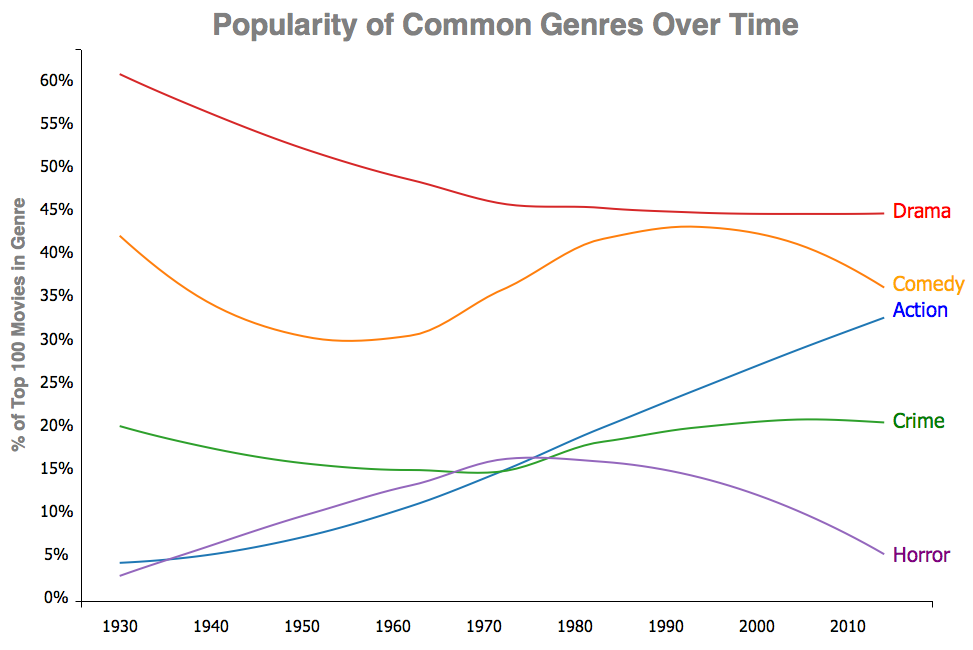 Popularity of Common Genres Over Time
% of Top 100 Movies in Genre
60%
55%
50%
45%
40%
35%
30%
25%
20%
15%
10%
5%
0%
Drama
Comedy
Action
Crime
Horror
1930 1940 1950 1960 1970 1980 1990 2000 2010